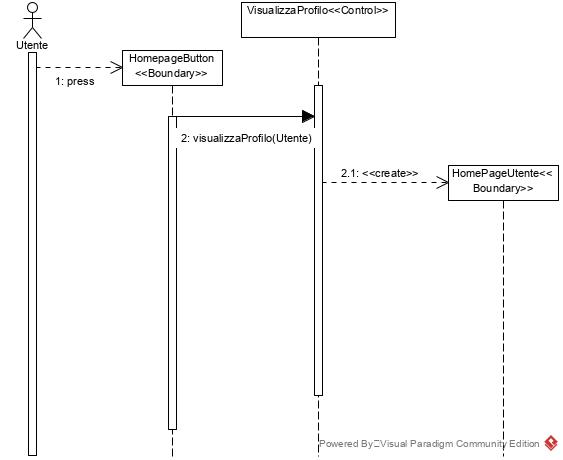 VisualizzaProfilo<<Control>>
Utente
HomepageButton
<<Boundary>>
1: press
2: visualizzaProfilo(Utente)
2.1: <<create>>
HomePageUtente<<
Boundary>>
Powered By Visual Paradigm Community Edition